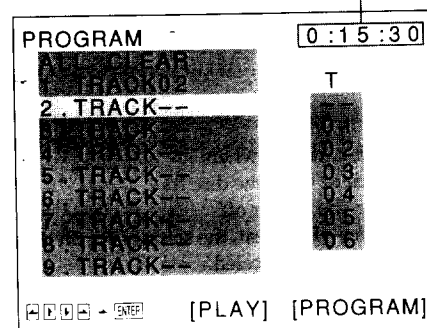 PROGRAM
0:15:30
ALL CLEAR
1. TRACK02
2. TRACK--
3. TRACK--
4. TRACK--
5. TRACK--
6. TRACK--
7. TRACK--
8. TRACK--
9. TRACK--
T
--
01
02
03
04
05
06
ENTER
[PLAY] [PROGRAM]